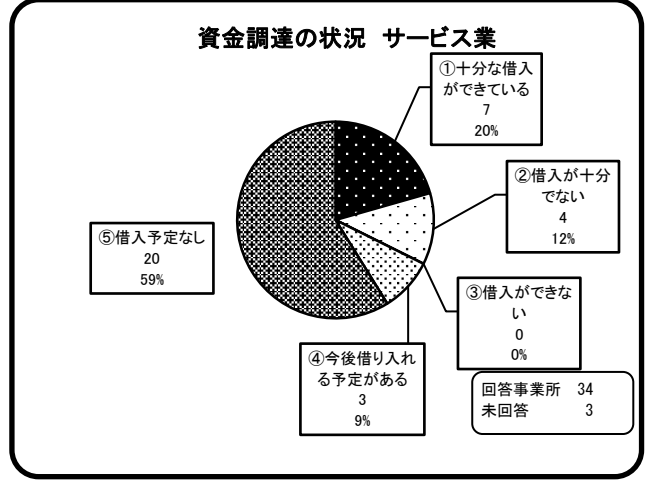 資金調達の状況 サービス業
①十分な借入
ができている
7
20%
②借入が十分
でない
4
12%
③借入ができな
い
0
0%
④今後借り入れ
る予定がある
3
9%
⑤借入予定なし
20
59%
回答事業所 34
未回答 3